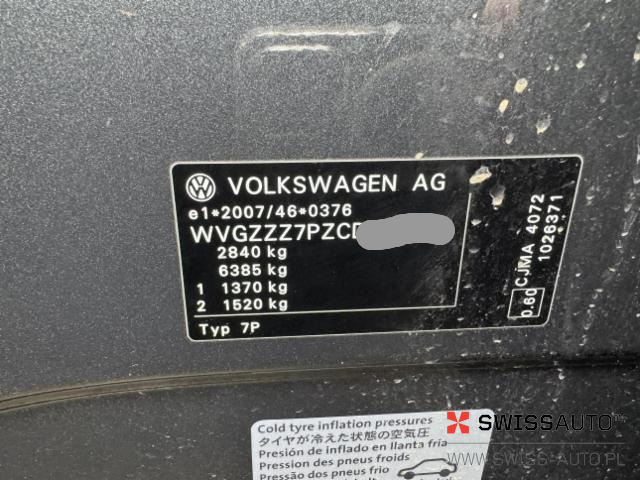 VOLKSWAGEN AG
e1*2007/46*0376
WVGZZZ7PZCD
2840 kg
6385 kg
1 1370 kg
2 1520 kg
Typ 7P
CJMA 4072
1026371
0.60
Cold tyre inflation pressures
タイヤが冷えた状態の空気圧
Presión de inflado en llanta fría
Pression des pneus froids
Pressão dos pneus a frio
SWISSAUTO
WWW.SWISS-AUTO.PL